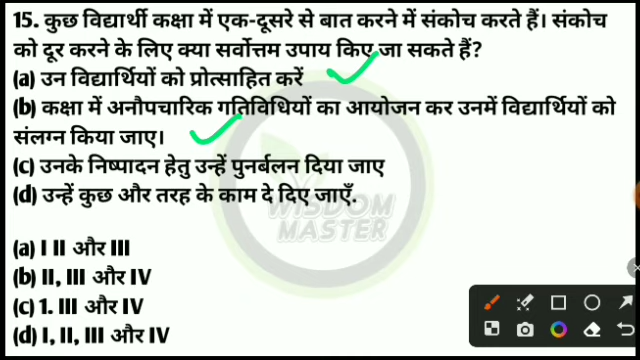 15. कुछ विद्यार्थी कक्षा में एक-दूसरे से बात करने में संकोच करते हैं। संकोच
को दूर करने के लिए क्या सर्वोत्तम उपाय किए जा सकते हैं?
(a) उन विद्यार्थियों को प्रोत्साहित करें
(b) कक्षा में अनौपचारिक गतिविधियों का आयोजन कर उनमें विद्यार्थियों को
संलग्न किया जाए।
(c) उनके निष्पादन हेतु उन्हें पुनर्बलन दिया जाए
(d) उन्हें कुछ और तरह के काम दे दिए जाएँ.
WISDOM
MASTER
(a) I II और III
(b) II, III और IV
(c) 1. III और IV
(d) I, II, III और IV